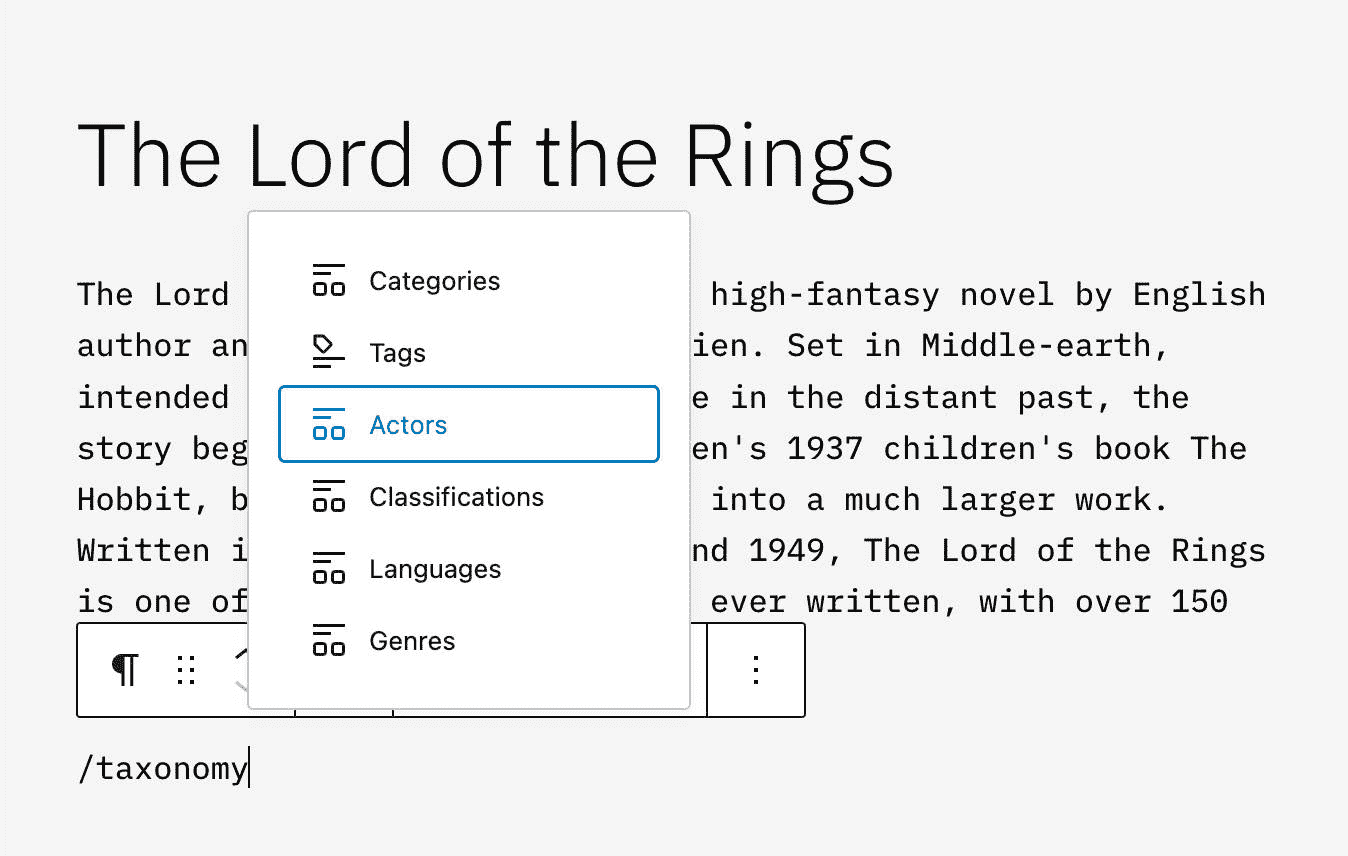 The Lord of the Rings
The Lord high-fantasy novel by English
author an ien. Set in Middle-earth,
intended e in the distant past, the
story beg en's 1937 children's book The
Hobbit, b into a much larger work.
Written i nd 1949, The Lord of the Rings
is one of ever written, with over 150
Categories
Tags
Actors
Classifications
Languages
Genres
/taxonomy